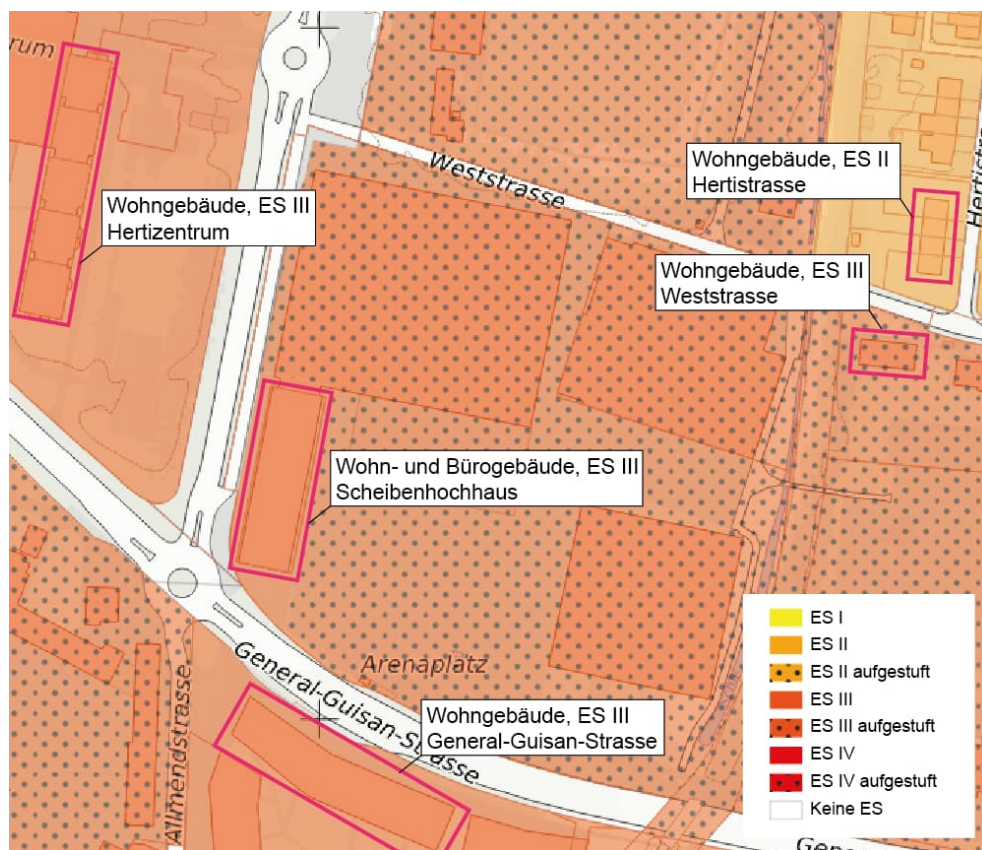 rum
Weststrasse
Wohngebäude, ES II
Hertistrasse
Wohngebäude, ES III
Hertizentrum
Wohngebäude, ES III
Weststrasse
Hertistr
Wohn- und Bürogebäude, ES III
Scheibenhochhaus
Arenaplatz
General-Guisan-Strasse
Wohngebäude, ES III
General-Guisan-Strasse
Allmendstrasse
ES I
ES II
ES II aufgestuft
ES III
ES III aufgestuft
ES IV
ES IV aufgestuft
Keine ES